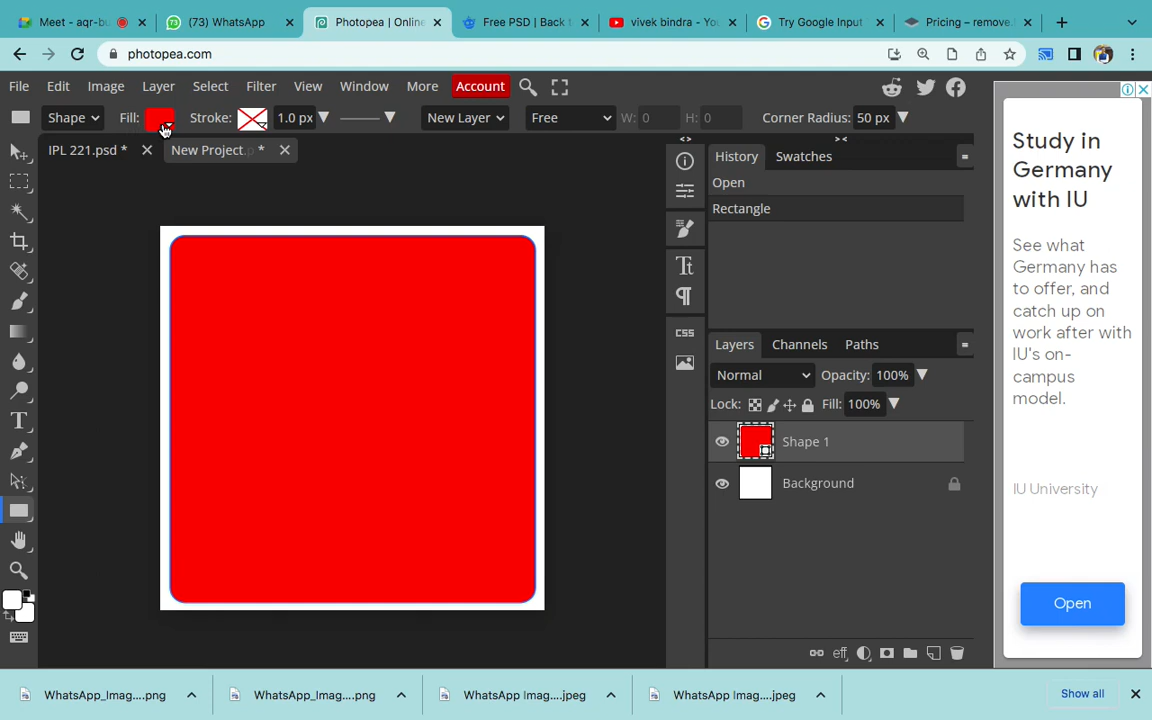 Meet – aqr-bu
(73) WhatsApp
Photopea | Online
Free PSD | Back t
vivek bindra - You
Try Google Input
Pricing – remove.
photopea.com
File Edit Image Layer Select Filter View Window More Account
Shape Fill: Stroke: 1.0 px New Layer Free W: 0 H: 0 Corner Radius: 50 px
IPL 221.psd *
New Project.p *
History Swatches
Open
Rectangle
Tt
CSS
Layers Channels Paths
Normal Opacity: 100%
Lock: Fill: 100%
Shape 1
Background
T
eff
Study in
Germany
with IU
See what
Germany has
to offer, and
catch up on
work after with
IU's on-
campus
model.
IU University
Open
WhatsApp_Imag....png
WhatsApp_Imag....png
WhatsApp Imag....jpeg
WhatsApp Imag....jpeg
Show all